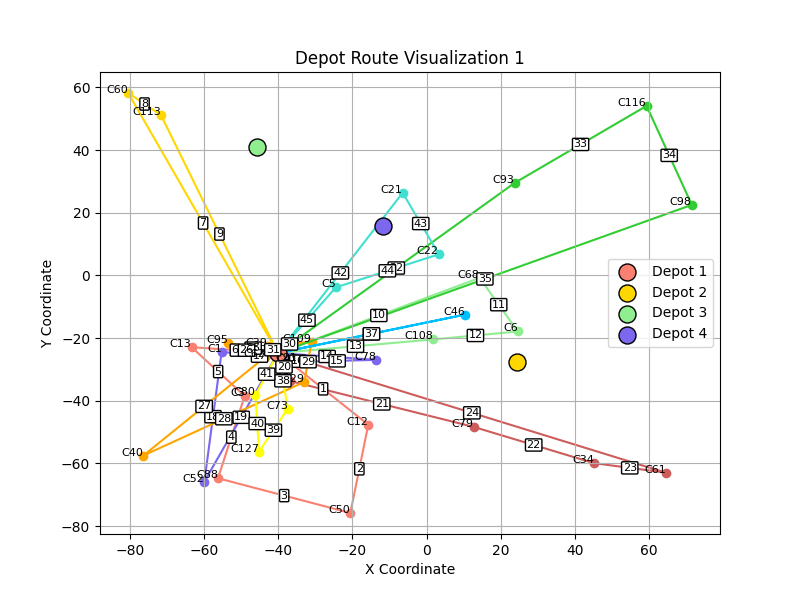 Depot Route Visualization 1
Y Coordinate
60
40
20
0
−20
−40
−60
−80
−80
−60
−40
−20
0
20
40
60
X Coordinate
Depot 1
Depot 2
Depot 3
Depot 4
C60
8
C113
7
9
C116
33
34
C93
C98
C21
43
C22
42
44
C5
C68
35
11
C46
45
10
37
C6
12
C108
13
C109
30
C95
C13
31
15
C78
20
29
5
41
38
1
C80
C73
27
28
19
21
24
C12
C79
40
39
4
22
C127
C40
2
C34
23
C61
C52
C88
3
C50